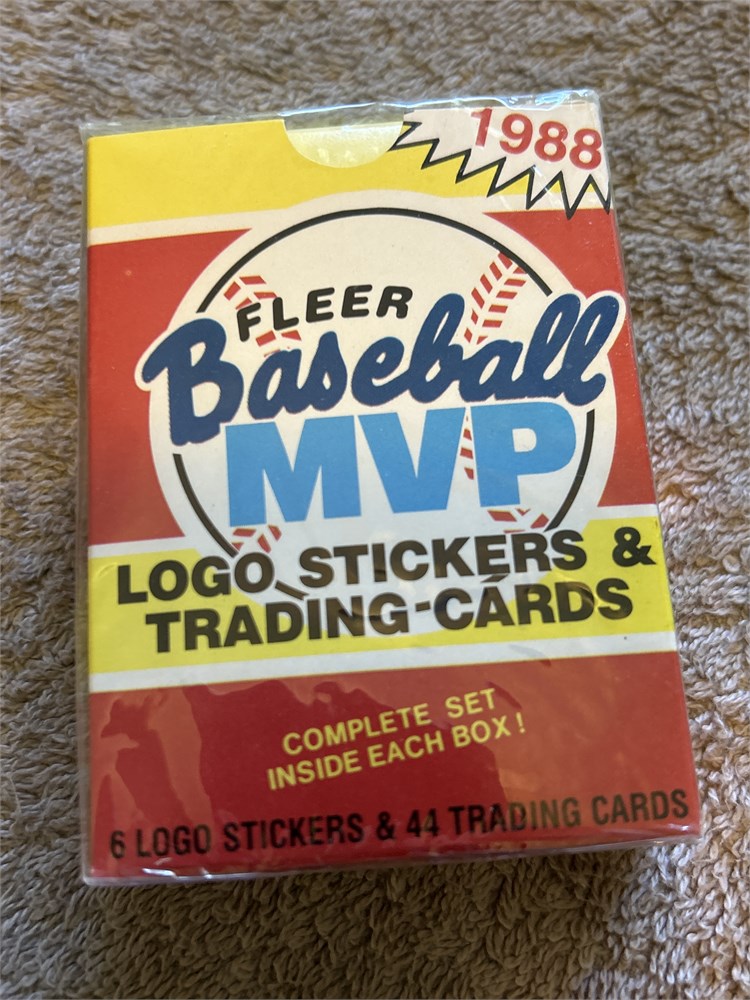 1988
FLEER
Baseball
MVP
LOGO STICKERS &
TRADING-CARDS
COMPLETE SET
INSIDE EACH BOX!
6 LOGO STICKERS & 44 TRADING CARDS